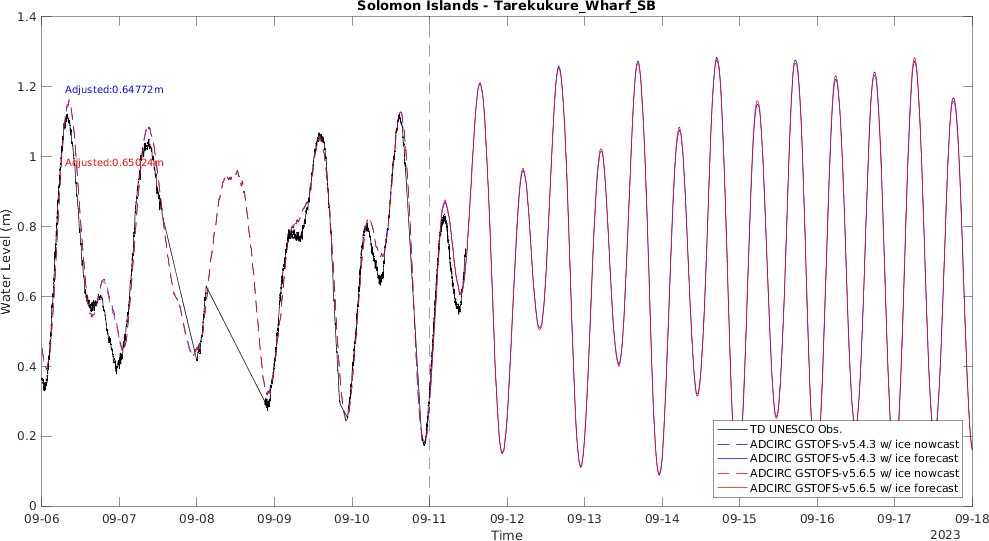 Solomon Islands - Tarekukure_Wharf_SB
1.4
1.2
1
0.8
0.6
0.4
0.2
0
Water Level (m)
Adjusted:0.64772m
Adjusted:0.65024m
TD UNESCO Obs.
ADCIRC GSTOFS-v5.4.3 w/ ice nowcast
ADCIRC GSTOFS-v5.4.3 w/ ice forecast
ADCIRC GSTOFS-v5.6.5 w/ ice nowcast
ADCIRC GSTOFS-v5.6.5 w/ ice forecast
09-06 09-07 09-08 09-09 09-10 09-11 09-12 09-13 09-14 09-15 09-16 09-17 09-18
Time
2023